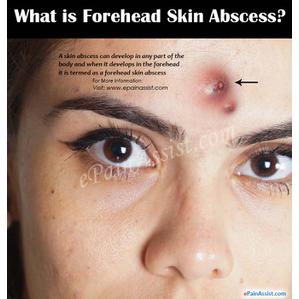 What is Forehead Skin Abscess?
A skin abscess can develop in any part of the
body and when it develops in the forehead
it is termed as a forehead skin abscess
For More Information:
Visit: www.epainassist.com
ePainAssist.com
ePainAssist.com